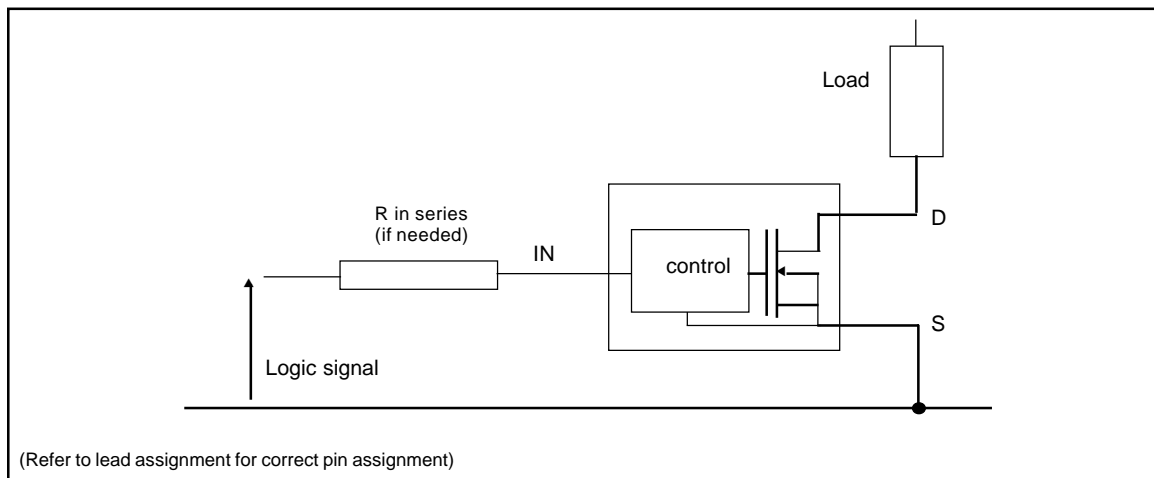 Load
R in series
(if needed)
IN
D
control
S
Logic signal
(Refer to lead assignment for correct pin assignment)